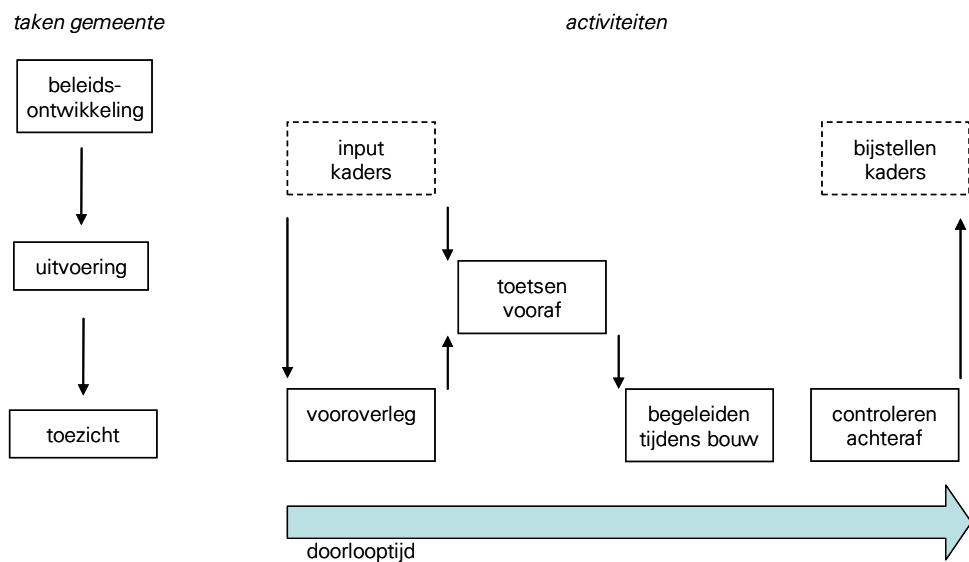 taken gemeente
activiteiten
beleids-
ontwikkeling
input
kaders
bijstellen
kaders
uitvoering
toetsen
vooraf
toezicht
vooroverleg
begeleiden
tijdens bouw
controleren
achteraf
doorlooptijd